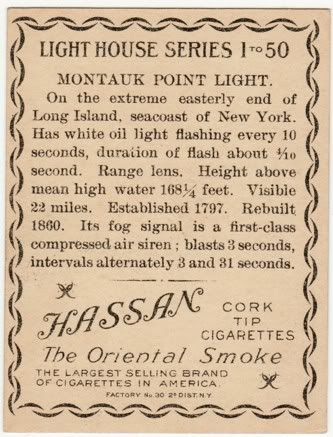 LIGHT HOUSE SERIES 1 TO 50
MONTAUK POINT LIGHT.
On the extreme easterly end of
Long Island, seacoast of New York.
Has white oil light flashing every 10
seconds, duration of flash about 4/10
second. Range lens. Height above
mean high water 168¼ feet. Visible
22 miles. Established 1797. Rebuilt
1860. Its fog signal is a first-class
compressed air siren; blasts 3 seconds,
intervals alternately 3 and 31 seconds.
HASSAN
CORK
TIP
CIGARETTES
The Oriental Smoke
THE LARGEST SELLING BRAND
OF CIGARETTES IN AMERICA.
FACTORY No. 30 2D DIST. N.Y.